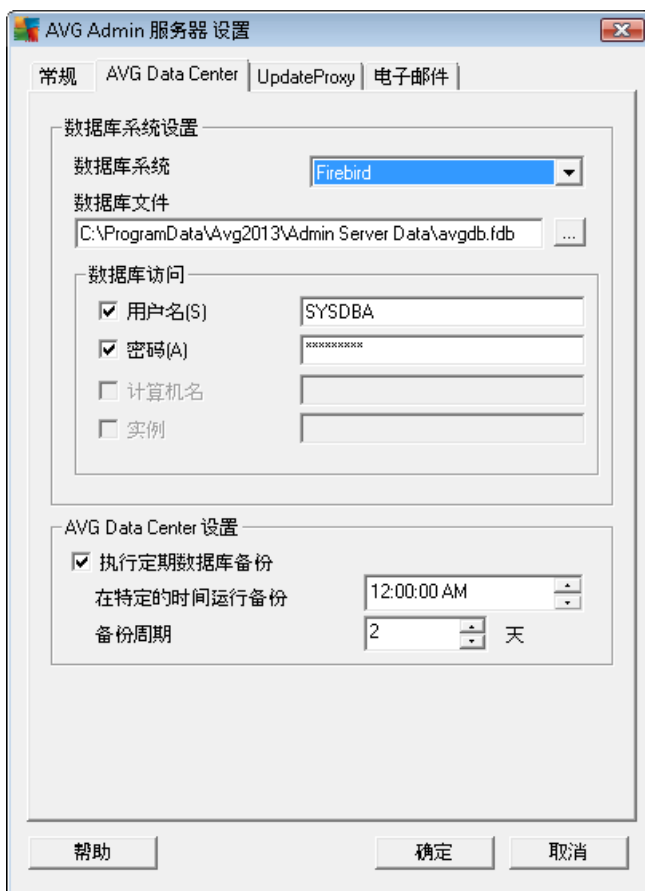 AVG Admin 服务器 设置
常规 AVG Data Center UpdateProxy 电子邮件
数据库系统设置
数据库系统 Firebird
数据库文件
C:\ProgramData\Avg2013\Admin Server Data\avgdb.fdb ...
数据库访问
用户名(S) SYSDBA
密码(A) *********
计算机名
实例
AVG Data Center 设置
执行定期数据库备份
在特定的时间运行备份 12:00:00 AM
备份周期 2 天
帮助 确定 取消